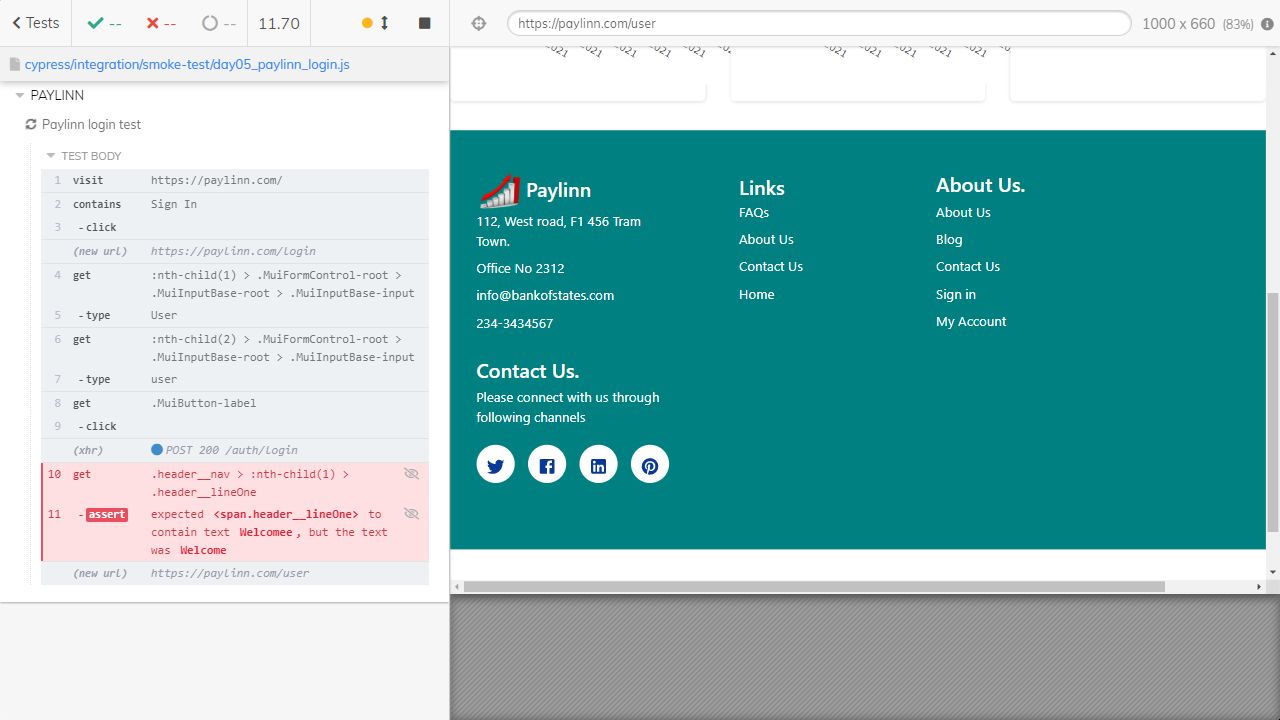 Tests
--
--
--
11.70
https://paylinn.com/user
1000 x 660 (83%)
cypress/integration/smoke-test/day05_paylinn_login.js
PAYLINN
Paylinn login test
TEST BODY
1 visit https://paylinn.com/
2 contains Sign In
3 -click
(new url) https://paylinn.com/login
4 get :nth-child(1) > .MuiFormControl-root >
.MuiInputBase-root > .MuiInputBase-input
5 -type User
6 get :nth-child(2) > .MuiFormControl-root >
.MuiInputBase-root > .MuiInputBase-input
7 -type user
8 get .MuiButton-label
9 -click
(xhr) POST 200 /auth/login
10 get .header__nav > :nth-child(1) >
.header__lineOne
11 -assert expected <span.header__lineOne> to
contain text Welcomee, but the text
was Welcome
(new url) https://paylinn.com/user
Paylinn
112, West road, F1 456 Tram
Town.
Office No 2312
info@bankofstates.com
234-3434567
Links
FAQs
About Us
Contact Us
Home
About Us.
About Us
Blog
Contact Us
Sign in
My Account
Contact Us.
Please connect with us through
following channels